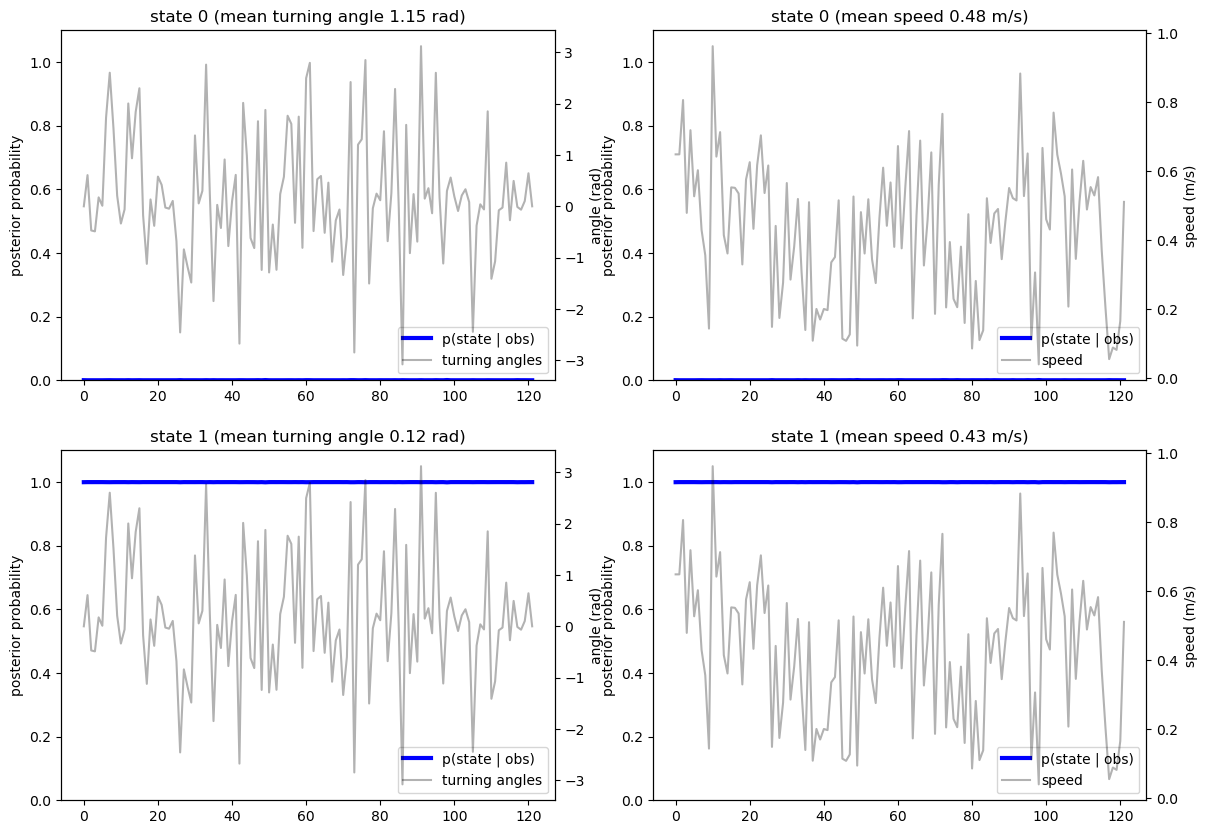 state 0 (mean turning angle 1.15 rad)
posterior probability
1.0
0.8
0.6
0.4
0.2
0.0
3
2
1
0
−1
−2
−3
angle (rad)
p(state | obs)
turning angles
0 20 40 60 80 100 120
state 0 (mean speed 0.48 m/s)
posterior probability
1.0
0.8
0.6
0.4
0.2
0.0
1.0
0.8
0.6
0.4
0.2
0.0
speed (m/s)
p(state | obs)
speed
0 20 40 60 80 100 120
state 1 (mean turning angle 0.12 rad)
posterior probability
1.0
0.8
0.6
0.4
0.2
0.0
3
2
1
0
−1
−2
−3
angle (rad)
p(state | obs)
turning angles
0 20 40 60 80 100 120
state 1 (mean speed 0.43 m/s)
posterior probability
1.0
0.8
0.6
0.4
0.2
0.0
1.0
0.8
0.6
0.4
0.2
0.0
speed (m/s)
p(state | obs)
speed
0 20 40 60 80 100 120